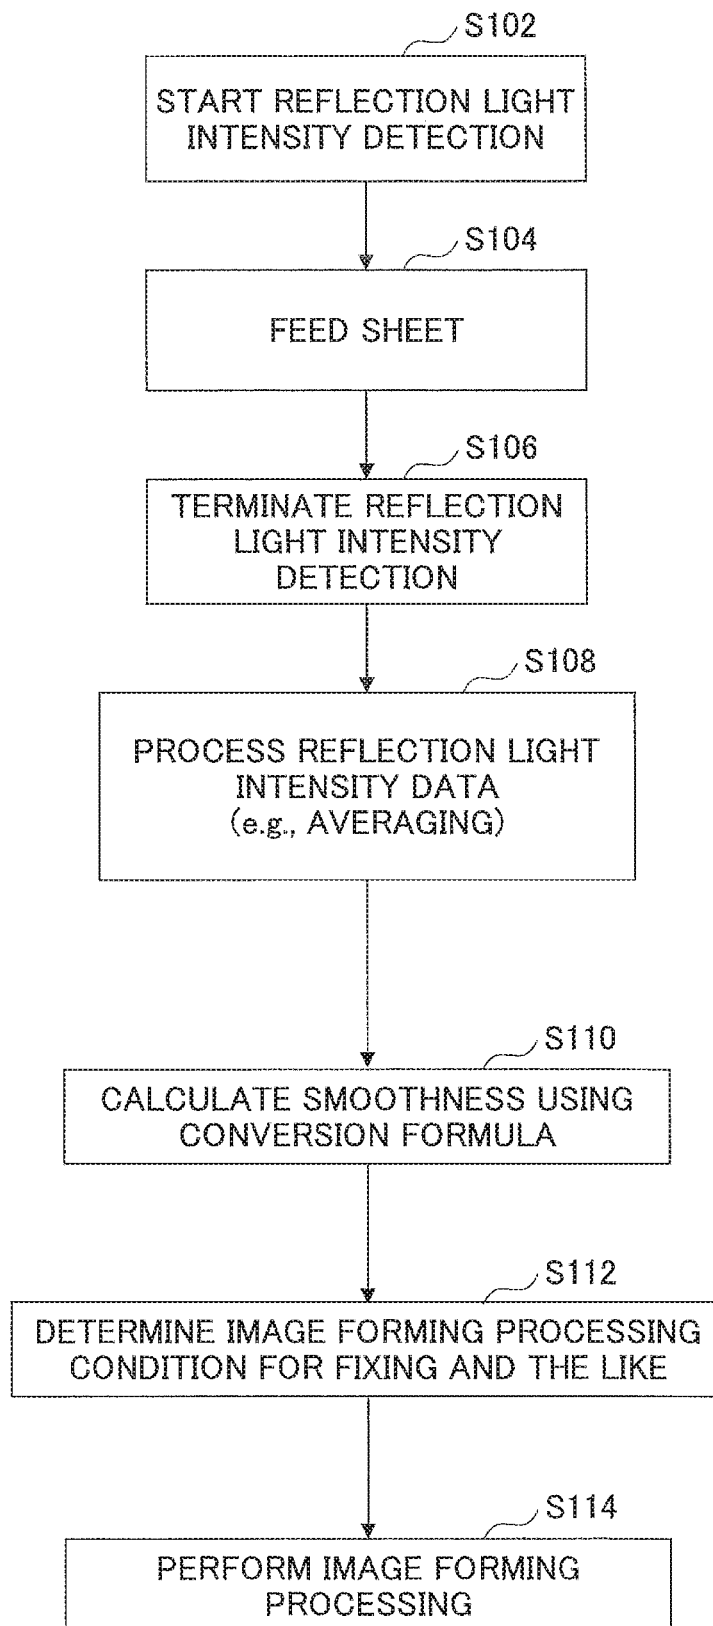 S102
START REFLECTION LIGHT
INTENSITY DETECTION
S104
FEED SHEET
S106
TERMINATE REFLECTION
LIGHT INTENSITY
DETECTION
S108
PROCESS REFLECTION LIGHT
INTENSITY DATA
(e.g., AVERAGING)
S110
CALCULATE SMOOTHNESS USING
CONVERSION FORMULA
S112
DETERMINE IMAGE FORMING PROCESSING
CONDITION FOR FIXING AND THE LIKE
S114
PERFORM IMAGE FORMING
PROCESSING